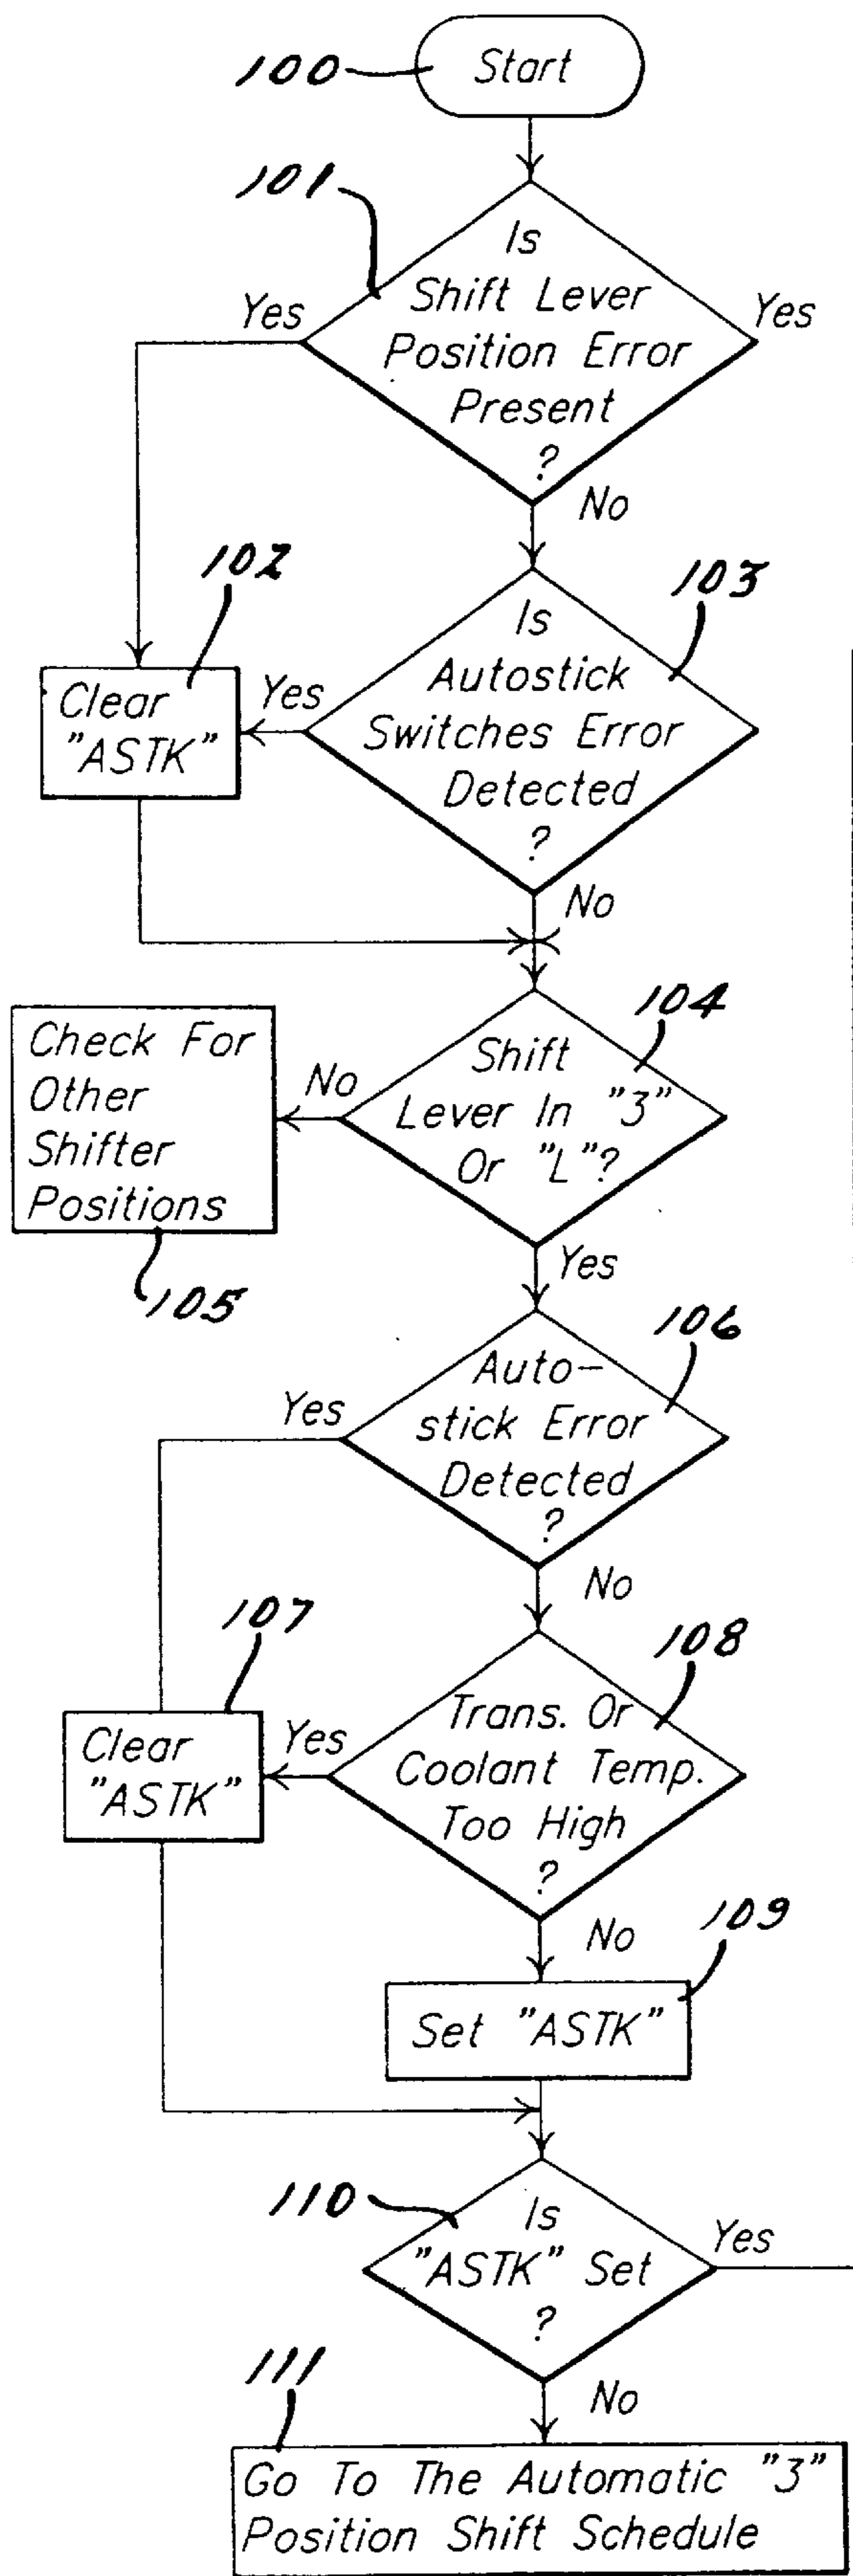 100
Start
101
Is
Shift Lever
Position Error
Present
?
Yes
Yes
No
102
Clear
"ASTK"
Yes
103
Is
Autostick
Switches Error
Detected
?
No
104
Shift
Lever In "3"
Or "L"?
No
Check For
Other
Shifter
Positions
105
Yes
106
Auto-
stick Error
Detected
?
Yes
No
107
Clear
"ASTK"
Yes
108
Trans. Or
Coolant Temp.
Too High
?
No
109
Set "ASTK"
110
Is
"ASTK" Set
?
Yes
No
111
Go To The Automatic "3"
Position Shift Schedule